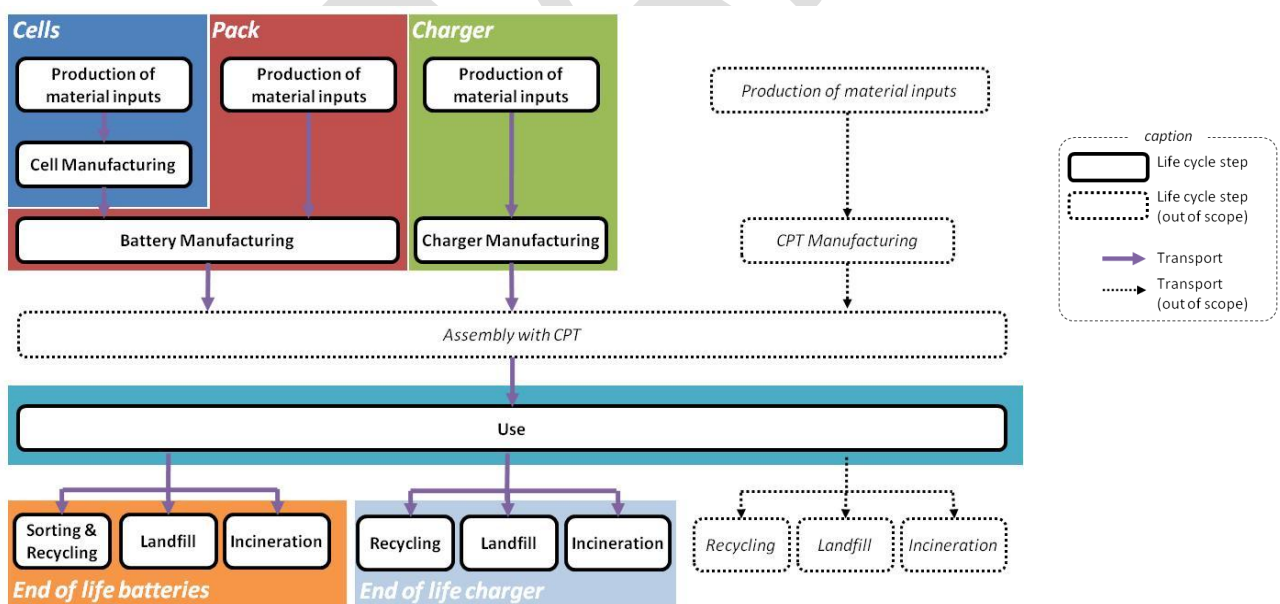 Cells
Pack
Charger
Production of
material inputs
Production of
material inputs
Production of
material inputs
Production of material inputs
Cell Manufacturing
Battery Manufacturing
Charger Manufacturing
CPT Manufacturing
Assembly with CPT
Use
Sorting &
Recycling
Landfill
Incineration
End of life batteries
Recycling
Landfill
Incineration
End of life charger
Recycling
Landfill
Incineration
caption
Life cycle step
Life cycle step
(out of scope)
Transport
Transport
(out of scope)